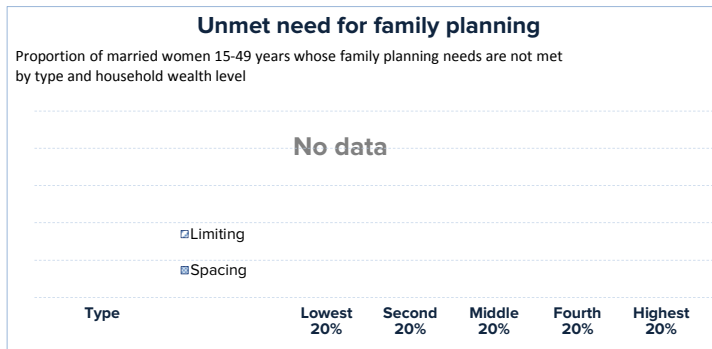 Unmet need for family planning
Proportion of married women 15-49 years whose family planning needs are not met
by type and household wealth level
No data
Limiting
Spacing
Type Lowest Second Middle Fourth Highest
20% 20% 20% 20% 20%